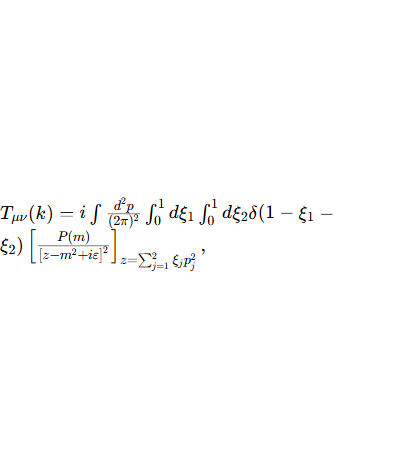 $T_{\mu\nu}(k) = i \int \frac{d^2p}{(2\pi)^2} \int_0^1 d\xi_1 \int_0^1 d\xi_2 \delta(1 - \xi_1 -$
$\xi_2) \left[ \frac{P(m)}{[z-m^2+i\varepsilon]^2} \right]_{z=\sum_{j=1}^2 \xi_j p_j^2},$